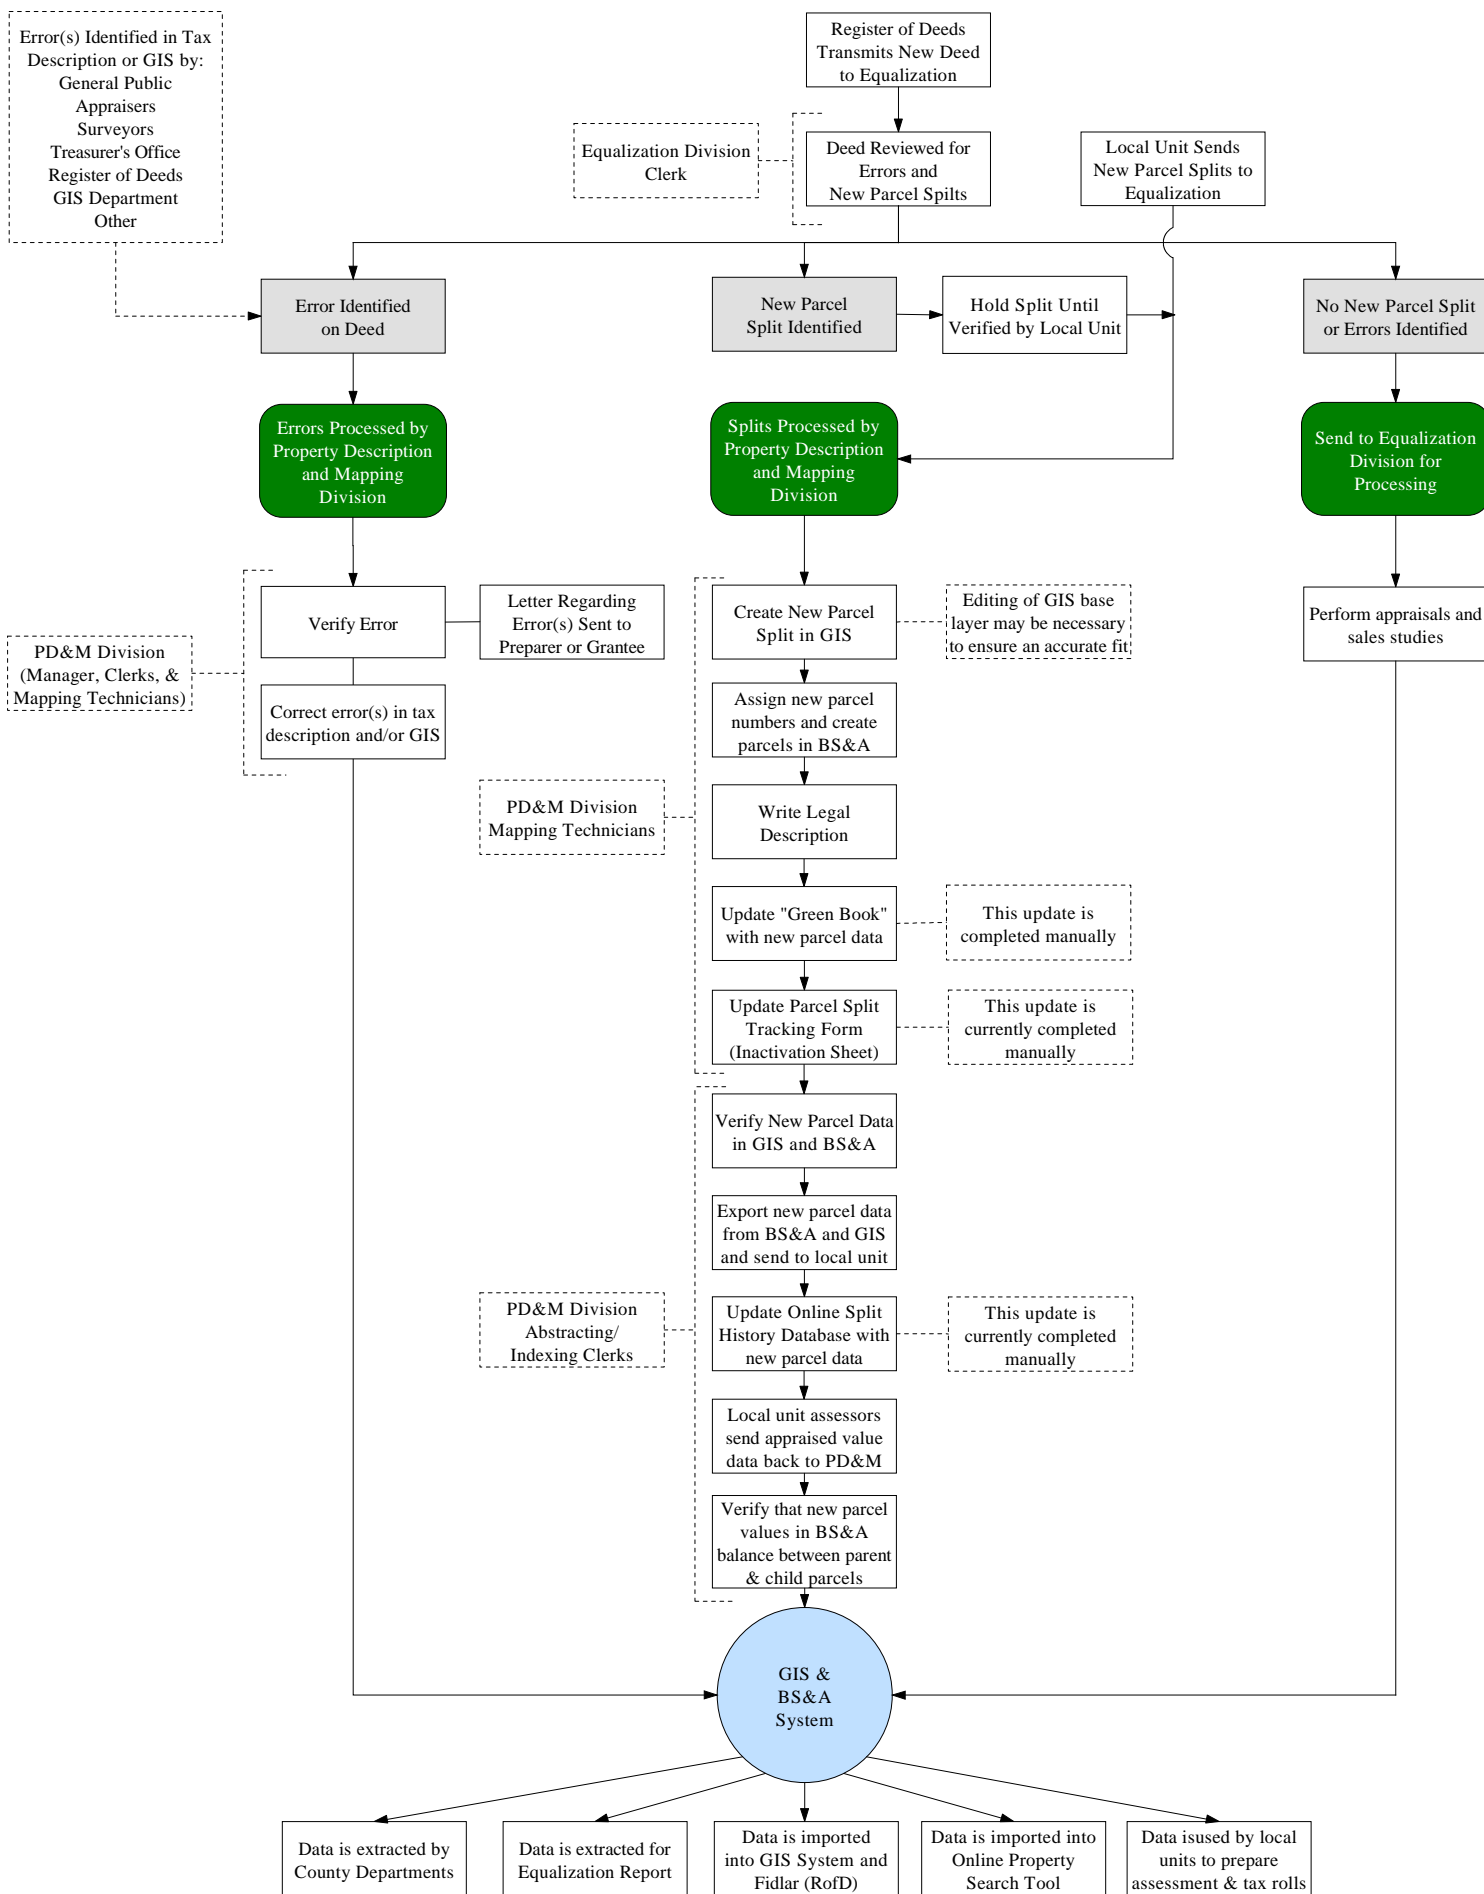 Error(s) Identified in Tax
Description or GIS by:
General Public
Appraisers
Surveyors
Treasurer's Office
Register of Deeds
GIS Department
Other
Register of Deeds
Transmits New Deed
to Equalization
Equalization Division
Clerk
Deed Reviewed for
Errors and
New Parcel Spilts
Local Unit Sends
New Parcel Splits to
Equalization
Error Identified
on Deed
New Parcel
Split Identified
Hold Split Until
Verified by Local Unit
No New Parcel Split
or Errors Identified
Errors Processed by
Property Description
and Mapping
Division
Splits Processed by
Property Description
and Mapping
Division
Send to Equalization
Division for
Processing
PD&M Division
(Manager, Clerks, &
Mapping Technicians)
Verify Error
Letter Regarding
Error(s) Sent to
Preparer or Grantee
Correct error(s) in tax
description and/or GIS
Create New Parcel
Split in GIS
Editing of GIS base
layer may be necessary
to ensure an accurate fit
Perform appraisals and
sales studies
Assign new parcel
numbers and create
parcels in BS&A
PD&M Division
Mapping Technicians
Write Legal
Description
Update "Green Book"
with new parcel data
This update is
completed manually
Update Parcel Split
Tracking Form
(Inactivation Sheet)
This update is
currently completed
manually
Verify New Parcel Data
in GIS and BS&A
Export new parcel data
from BS&A and GIS
and send to local unit
PD&M Division
Abstracting/
Indexing Clerks
Update Online Split
History Database with
new parcel data
This update is
currently completed
manually
Local unit assessors
send appraised value
data back to PD&M
Verify that new parcel
values in BS&A
balance between parent
& child parcels
GIS &
BS&A
System
Data is extracted by
County Departments
Data is extracted for
Equalization Report
Data is imported
into GIS System and
Fidlar (RofD)
Data is imported into
Online Property
Search Tool
Data isused by local
units to prepare
assessment & tax rolls